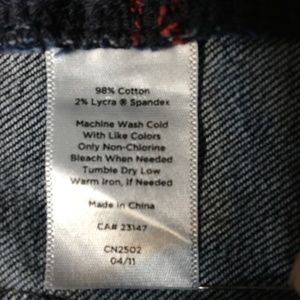 98% Cotton
2% Lycra ® Spandex
Machine Wash Cold
With Like Colors
Only Non-Chlorine
Bleach When Needed
Tumble Dry Low
Warm Iron, if Needed
Made in China
CA# 23147
CN2502
04/11